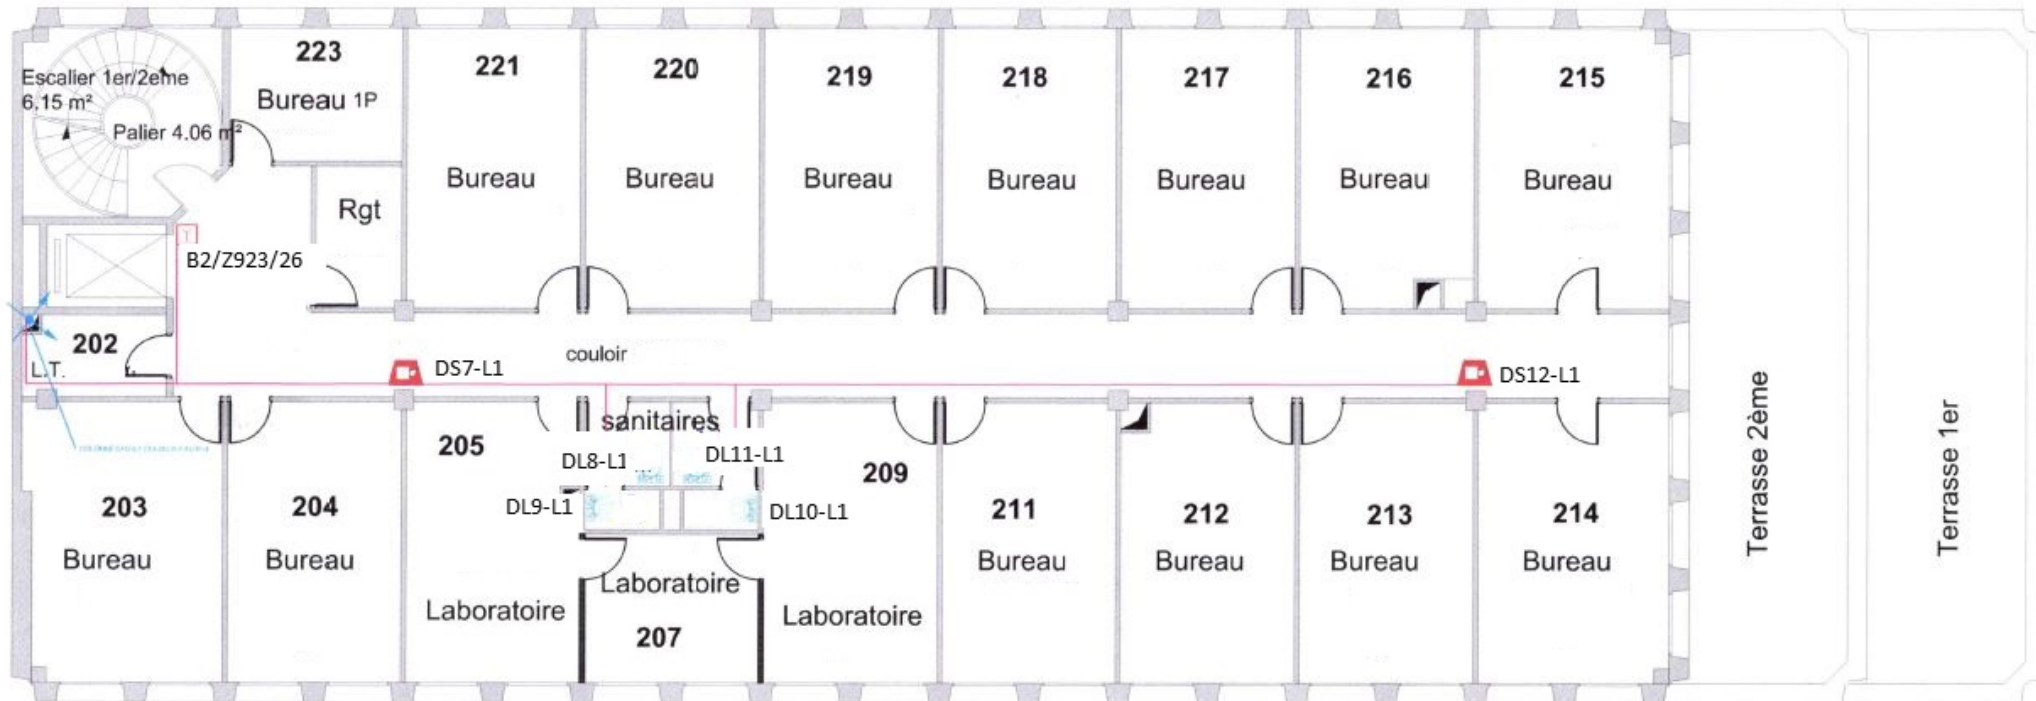 223
Bureau 1P
Escalier 1er/2eme
6.15 m²
Palier 4.06 m²
Rgt
221
Bureau
220
Bureau
219
Bureau
218
Bureau
217
Bureau
216
Bureau
215
Bureau
B2/Z923/26
202
L.T.
DS7-L1
couloir
DS12-L1
203
Bureau
204
Bureau
205
Laboratoire
sanitaires
DL8-L1 ...
DL11-L1
DL9-L1
DL10-L1
Laboratoire
207
209
Laboratoire
211
Bureau
212
Bureau
213
Bureau
214
Bureau
Terrasse 2ème
Terrasse 1er